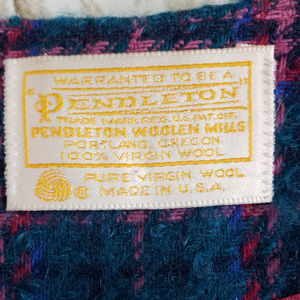 WARRANTED TO BE A
"PENDLETON"
TRADE MARK REG. U.S. PAT. OFF.
PENDLETON WOOLEN MILLS
PORTLAND, OREGON
100% VIRGIN WOOL
PURE VIRGIN WOOL
© MADE IN U.S.A.